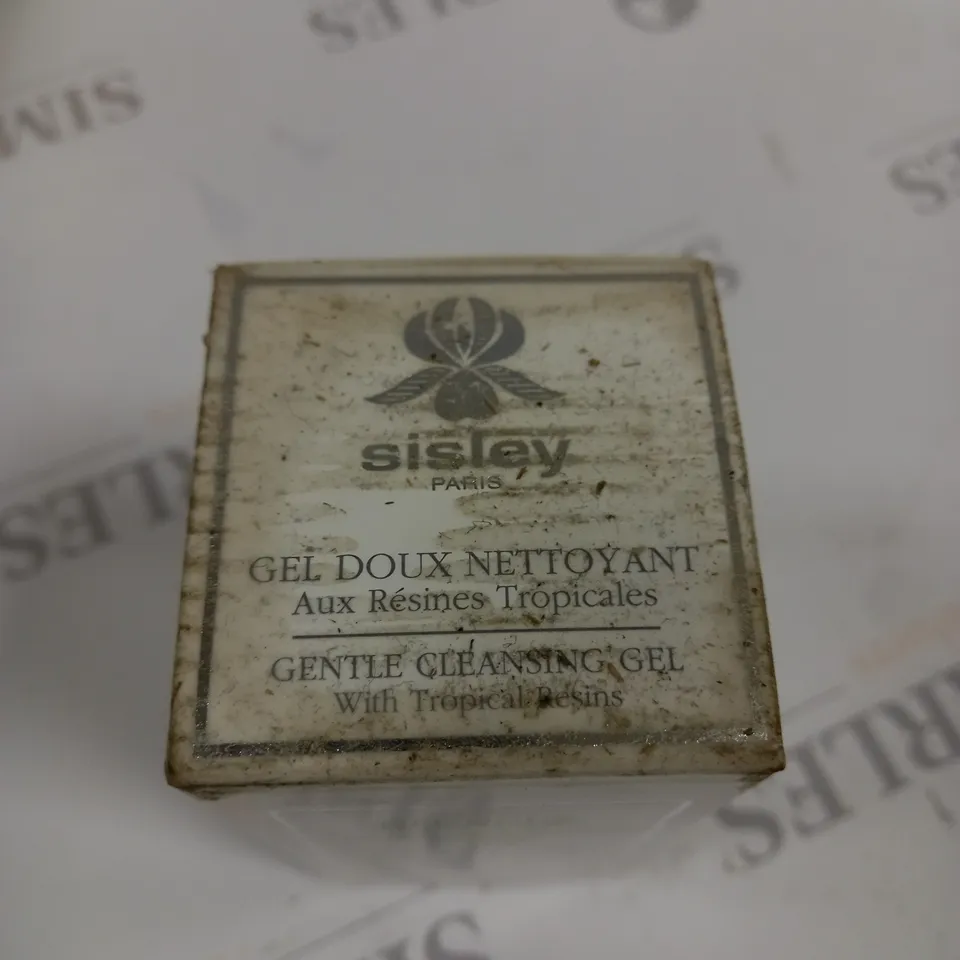 sisley
PARIS
GEL DOUX NETTOYANT
Aux Résines Tropicales
GENTLE CLEANSING GEL
With Tropical Resins